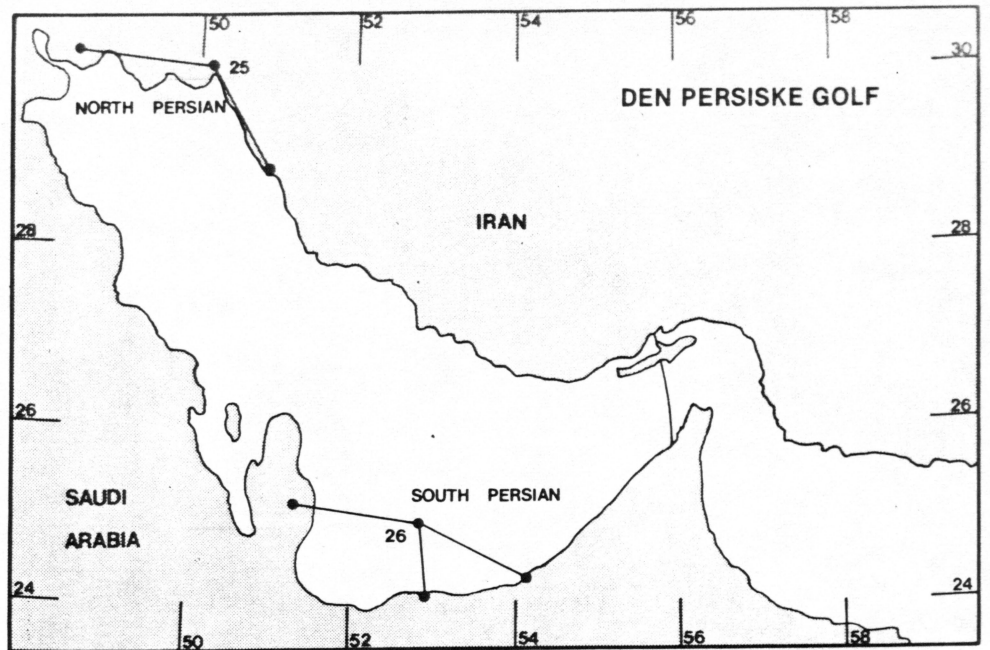 50 52 54 56 58
30
25
NORTH PERSIAN
DEN PERSISKE GOLF
IRAN
28 28
26 26
SAUDI
ARABIA
SOUTH PERSIAN
26
24 24
50 52 54 56 58